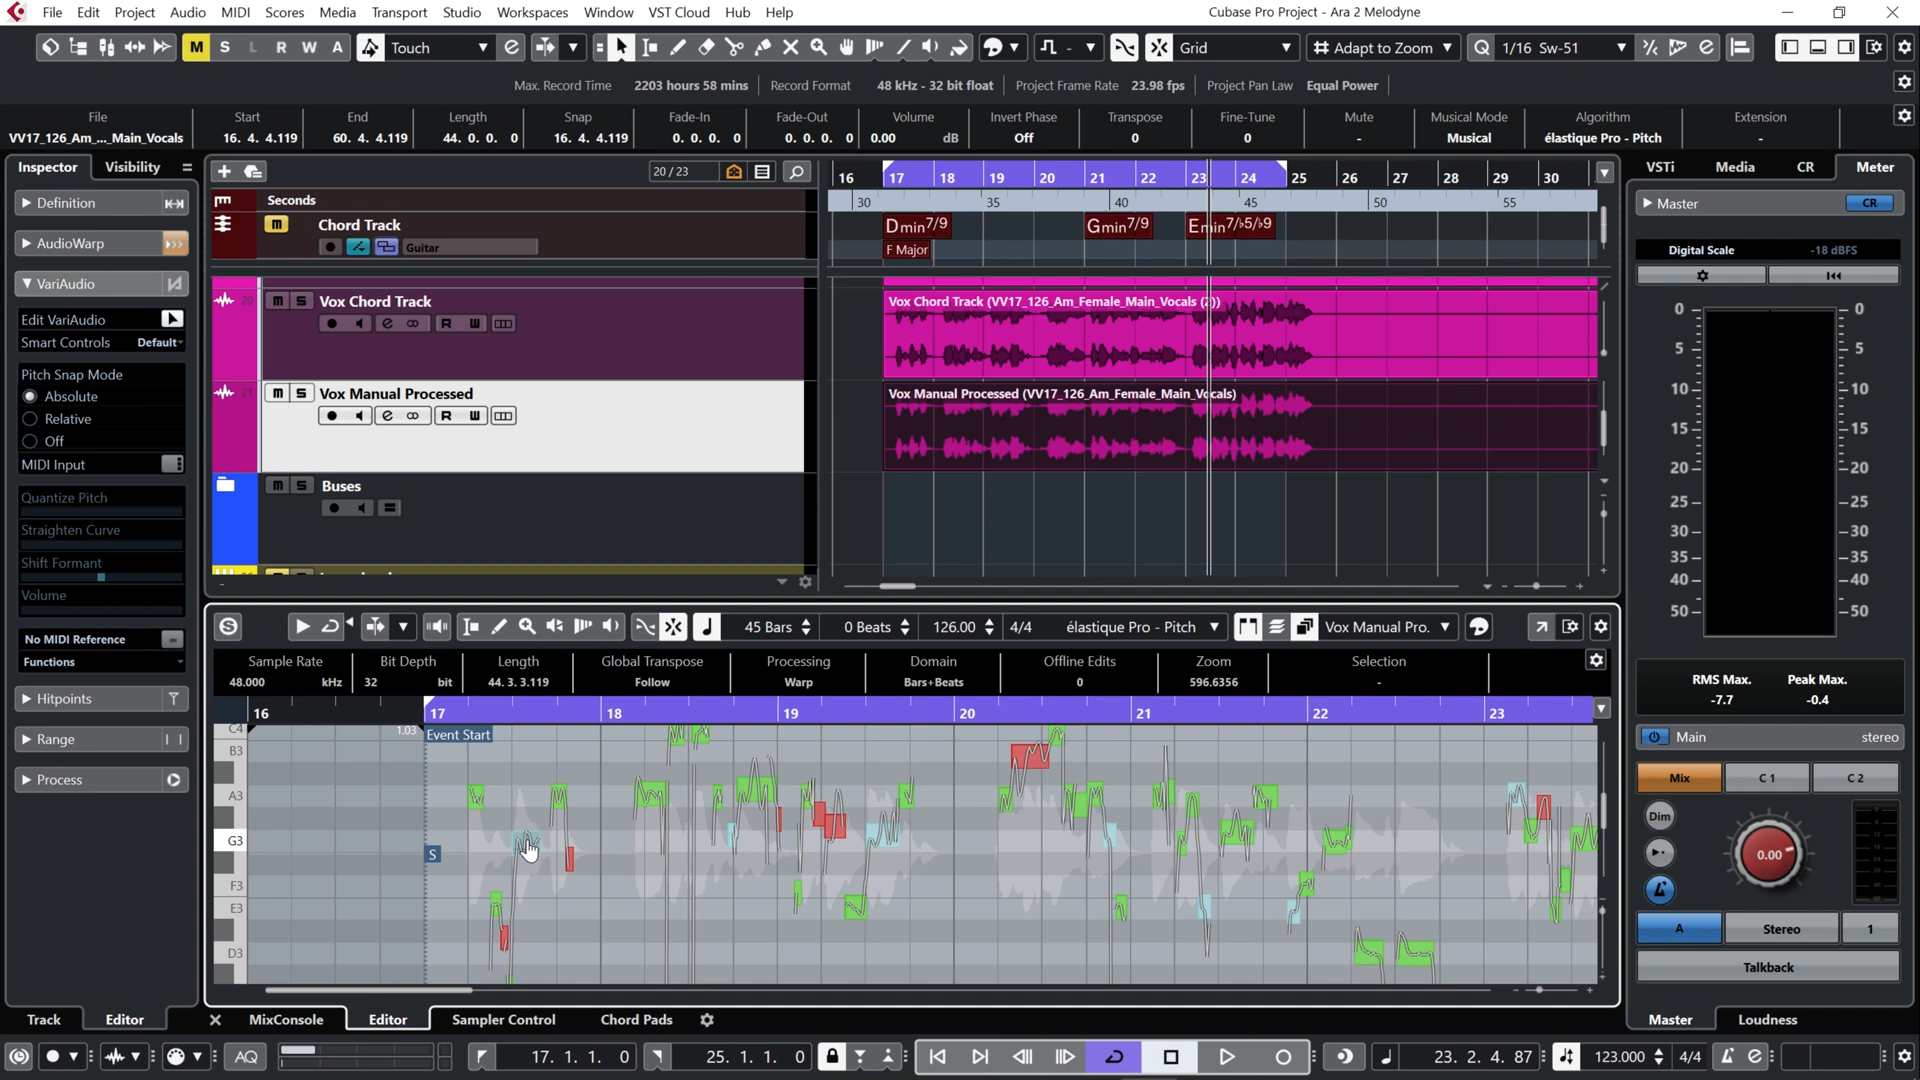 File Edit Project Audio MIDI Scores Media Transport Studio Workspaces Window VST Cloud Hub Help
Cubase Pro Project - Ara 2 Melodyne
M S L R W A Touch Grid Adapt to Zoom Q 1/16 Sw-51
Max. Record Time 2203 hours 58 mins Record Format 48 kHz - 32 bit float Project Frame Rate 23.98 fps Project Pan Law Equal Power
File Start End Length Snap Fade-In Fade-Out Volume Invert Phase Transpose Fine-Tune Mute Musical Mode Algorithm Extension
VV17_126_Am_..._Main_Vocals 16. 4. 4.119 60. 4. 4.119 44. 0. 0. 0 16. 4. 4.119 0. 0. 0. 0 0. 0. 0. 0 0.00 dB Off 0 0 - Musical élastique Pro - Pitch -
Inspector Visibility
Definition
AudioWarp
VariAudio
Edit VariAudio
Smart Controls Default
Pitch Snap Mode
Absolute
Relative
Off
MIDI Input
Quantize Pitch
Straighten Curve
Shift Formant
Volume
No MIDI Reference
Functions
Hitpoints
Range
Process
20 / 23
Seconds
m Chord Track
Guitar
20 m S Vox Chord Track
R W
21 m S Vox Manual Processed
R W
m S Buses
16 17 18 19 20 21 22 23 24 25 26 27 28 29 30
30 35 40 45 50 55
Dmin7/9 Gmin7/9 Emin7/♭5/♭9
F Major
Vox Chord Track (VV17_126_Am_Female_Main_Vocals (2))
Vox Manual Processed (VV17_126_Am_Female_Main_Vocals)
45 Bars 0 Beats 126.00 4/4 élastique Pro - Pitch Vox Manual Pro.
Sample Rate Bit Depth Length Global Transpose Processing Domain Offline Edits Zoom Selection
48.000 kHz 32 bit 44. 3. 3.119 Follow Warp Bars+Beats 0 596.6356 -
16 17 18 19 20 21 22 23
1.03 Event Start
C4
B3
A3
G3
F3
E3
D3
S
VSTi Media CR Meter
Master CR
Digital Scale -18 dBFS
0 0
5 5
10 10
15 15
20 20
25 25
30 30
35 35
40 40
50 50
RMS Max. Peak Max.
-7.7 -0.4
Main stereo
Mix C 1 C 2
Dim
0.00
A Stereo 1
Talkback
Master Loudness
Track Editor
MixConsole Editor Sampler Control Chord Pads
AQ 17. 1. 1. 0 25. 1. 1. 0 23. 2. 4. 87 123.000 4/4